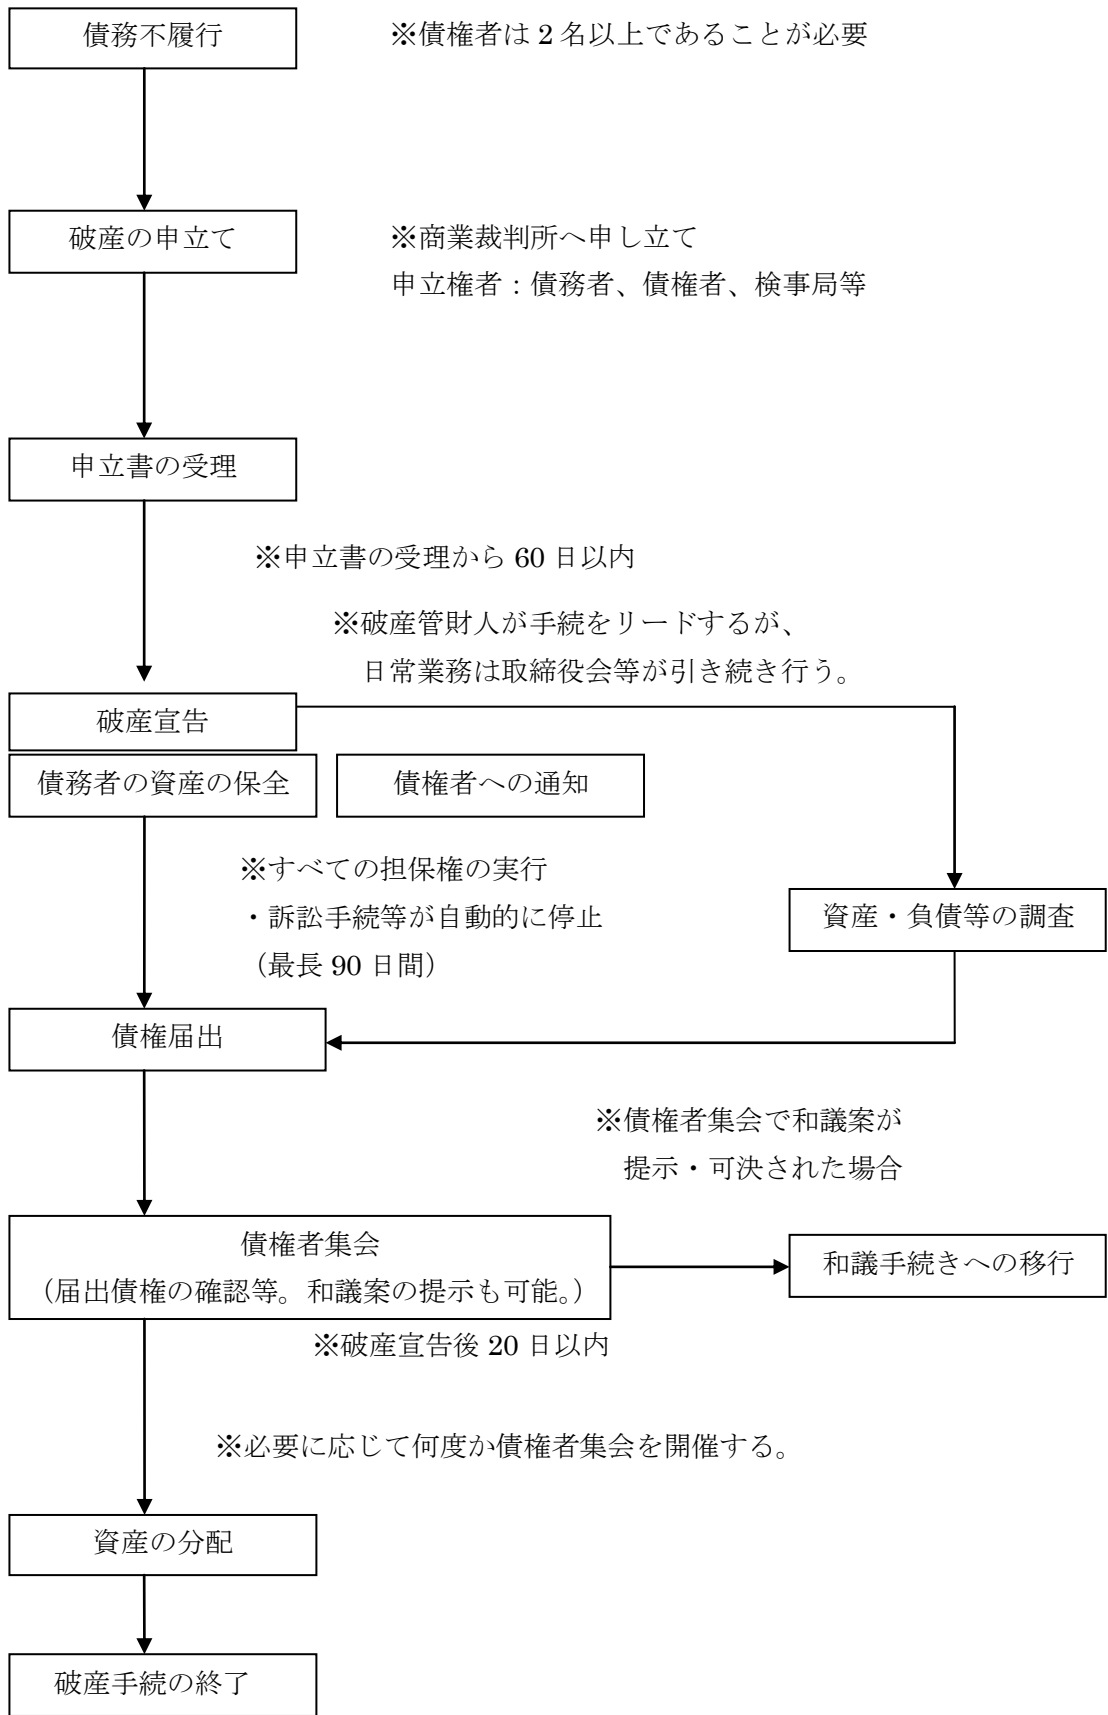 債務不履行
※債権者は 2 名以上であることが必要
破産の申立て
※商業裁判所へ申し立て
申立権者：債務者、債権者、検事局等
申立書の受理
※申立書の受理から 60 日以内
※破産管財人が手続をリードするが、
日常業務は取締役会等が引き続き行う。
破産宣告
債務者の資産の保全
債権者への通知
※すべての担保権の実行
・訴訟手続等が自動的に停止
（最長 90 日間）
資産・負債等の調査
債権届出
※債権者集会で和議案が
提示・可決された場合
債権者集会
（届出債権の確認等。和議案の提示も可能。）
和議手続きへの移行
※破産宣告後 20 日以内
※必要に応じて何度か債権者集会を開催する。
資産の分配
破産手続の終了